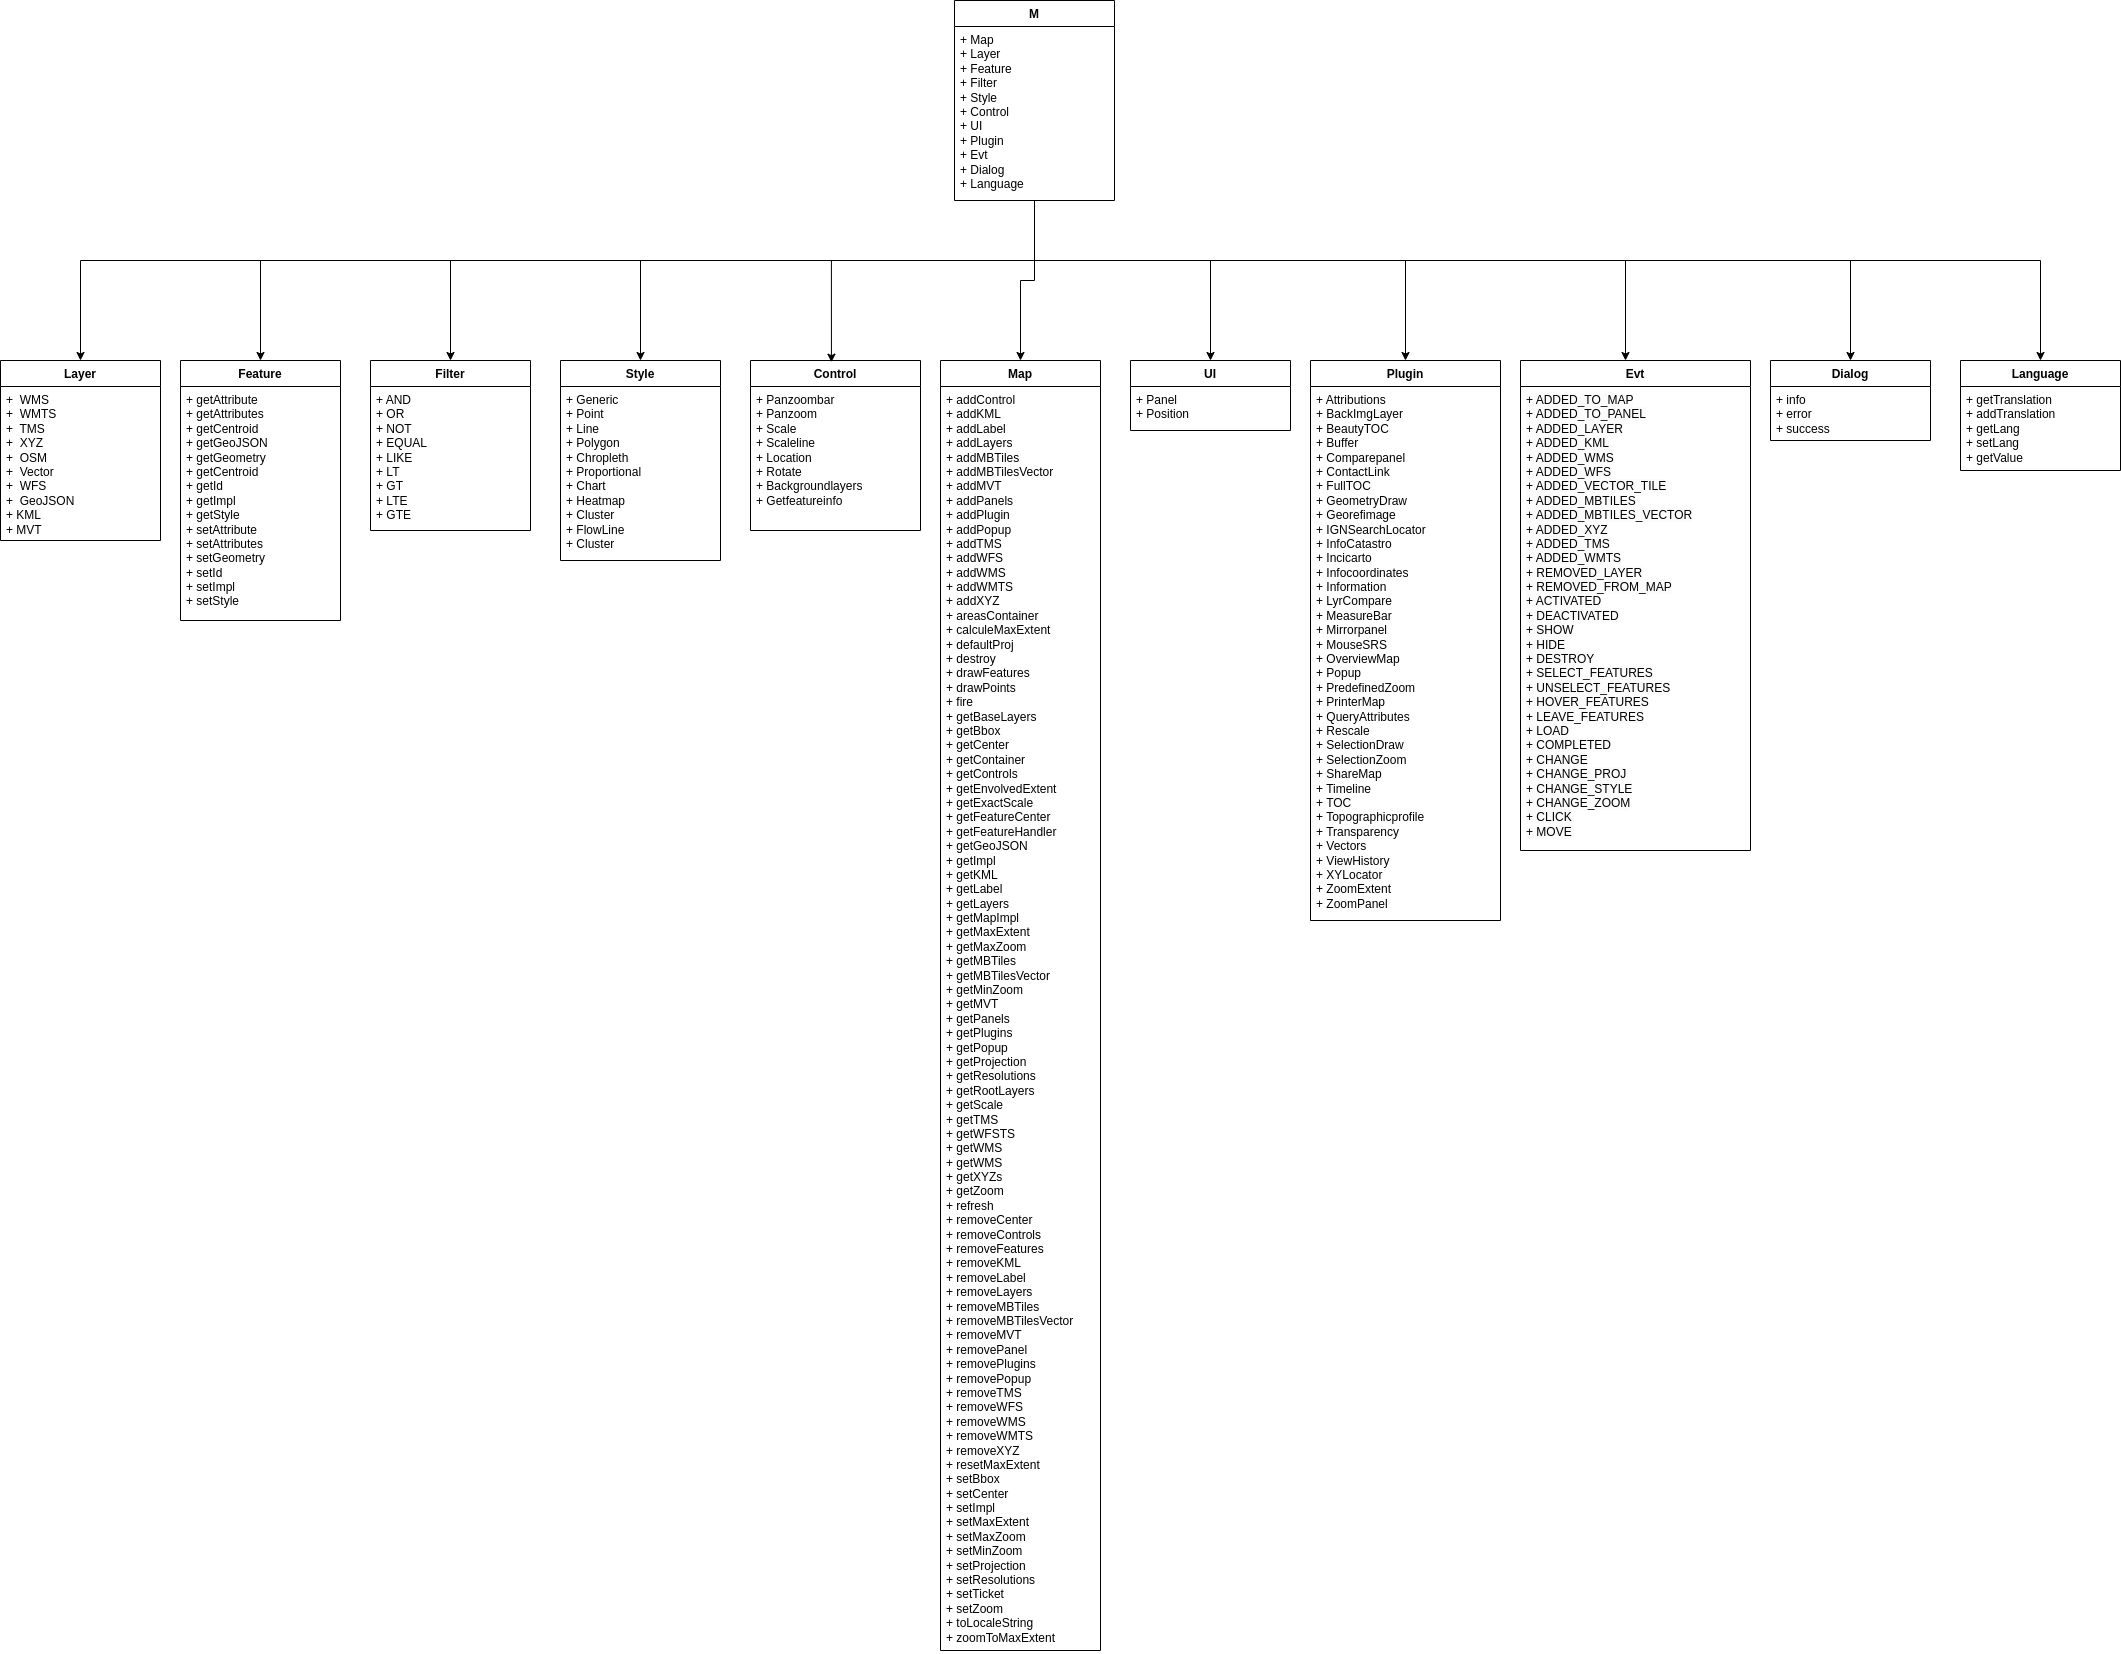 M
+ Map
+ Layer
+ Feature
+ Filter
+ Style
+ Control
+ UI
+ Plugin
+ Evt
+ Dialog
+ Language
Layer
+  WMS
+  WMTS
+  TMS
+  XYZ
+  OSM
+  Vector
+  WFS
+  GeoJSON
+ KML
+ MVT
Feature
+ getAttribute
+ getAttributes
+ getCentroid
+ getGeoJSON
+ getGeometry
+ getCentroid
+ getId
+ getImpl
+ getStyle
+ setAttribute
+ setAttributes
+ setGeometry
+ setId
+ setImpl
+ setStyle
Filter
+ AND
+ OR
+ NOT
+ EQUAL
+ LIKE
+ LT
+ GT
+ LTE
+ GTE
Style
+ Generic
+ Point
+ Line
+ Polygon
+ Chropleth
+ Proportional
+ Chart
+ Heatmap
+ Cluster
+ FlowLine
+ Cluster
Control
+ Panzoombar
+ Panzoom
+ Scale
+ Scaleline
+ Location
+ Rotate
+ Backgroundlayers
+ Getfeatureinfo
Map
+ addControl
+ addKML
+ addLabel
+ addLayers
+ addMBTiles
+ addMBTilesVector
+ addMVT
+ addPanels
+ addPlugin
+ addPopup
+ addTMS
+ addWFS
+ addWMS
+ addWMTS
+ addXYZ
+ areasContainer
+ calculeMaxExtent
+ defaultProj
+ destroy
+ drawFeatures
+ drawPoints
+ fire
+ getBaseLayers
+ getBbox
+ getCenter
+ getContainer
+ getControls
+ getEnvolvedExtent
+ getExactScale
+ getFeatureCenter
+ getFeatureHandler
+ getGeoJSON
+ getImpl
+ getKML
+ getLabel
+ getLayers
+ getMapImpl
+ getMaxExtent
+ getMaxZoom
+ getMBTiles
+ getMBTilesVector
+ getMinZoom
+ getMVT
+ getPanels
+ getPlugins
+ getPopup
+ getProjection
+ getResolutions
+ getRootLayers
+ getScale
+ getTMS
+ getWFSTS
+ getWMS
+ getWMS
+ getXYZs
+ getZoom
+ refresh
+ removeCenter
+ removeControls
+ removeFeatures
+ removeKML
+ removeLabel
+ removeLayers
+ removeMBTiles
+ removeMBTilesVector
+ removeMVT
+ removePanel
+ removePlugins
+ removePopup
+ removeTMS
+ removeWFS
+ removeWMS
+ removeWMTS
+ removeXYZ
+ resetMaxExtent
+ setBbox
+ setCenter
+ setImpl
+ setMaxExtent
+ setMaxZoom
+ setMinZoom
+ setProjection
+ setResolutions
+ setTicket
+ setZoom
+ toLocaleString
+ zoomToMaxExtent
UI
+ Panel
+ Position
Plugin
+ Attributions
+ BackImgLayer
+ BeautyTOC
+ Buffer
+ Comparepanel
+ ContactLink
+ FullTOC
+ GeometryDraw
+ Georefimage
+ IGNSearchLocator
+ InfoCatastro
+ Incicarto
+ Infocoordinates
+ Information
+ LyrCompare
+ MeasureBar
+ Mirrorpanel
+ MouseSRS
+ OverviewMap
+ Popup
+ PredefinedZoom
+ PrinterMap
+ QueryAttributes
+ Rescale
+ SelectionDraw
+ SelectionZoom
+ ShareMap
+ Timeline
+ TOC
+ Topographicprofile
+ Transparency
+ Vectors
+ ViewHistory
+ XYLocator
+ ZoomExtent
+ ZoomPanel
Evt
+ ADDED_TO_MAP
+ ADDED_TO_PANEL
+ ADDED_LAYER
+ ADDED_KML
+ ADDED_WMS
+ ADDED_WFS
+ ADDED_VECTOR_TILE
+ ADDED_MBTILES
+ ADDED_MBTILES_VECTOR
+ ADDED_XYZ
+ ADDED_TMS
+ ADDED_WMTS
+ REMOVED_LAYER
+ REMOVED_FROM_MAP
+ ACTIVATED
+ DEACTIVATED
+ SHOW
+ HIDE
+ DESTROY
+ SELECT_FEATURES
+ UNSELECT_FEATURES
+ HOVER_FEATURES
+ LEAVE_FEATURES
+ LOAD
+ COMPLETED
+ CHANGE
+ CHANGE_PROJ
+ CHANGE_STYLE
+ CHANGE_ZOOM
+ CLICK
+ MOVE
Dialog
+ info
+ error
+ success
Language
+ getTranslation
+ addTranslation
+ getLang
+ setLang
+ getValue